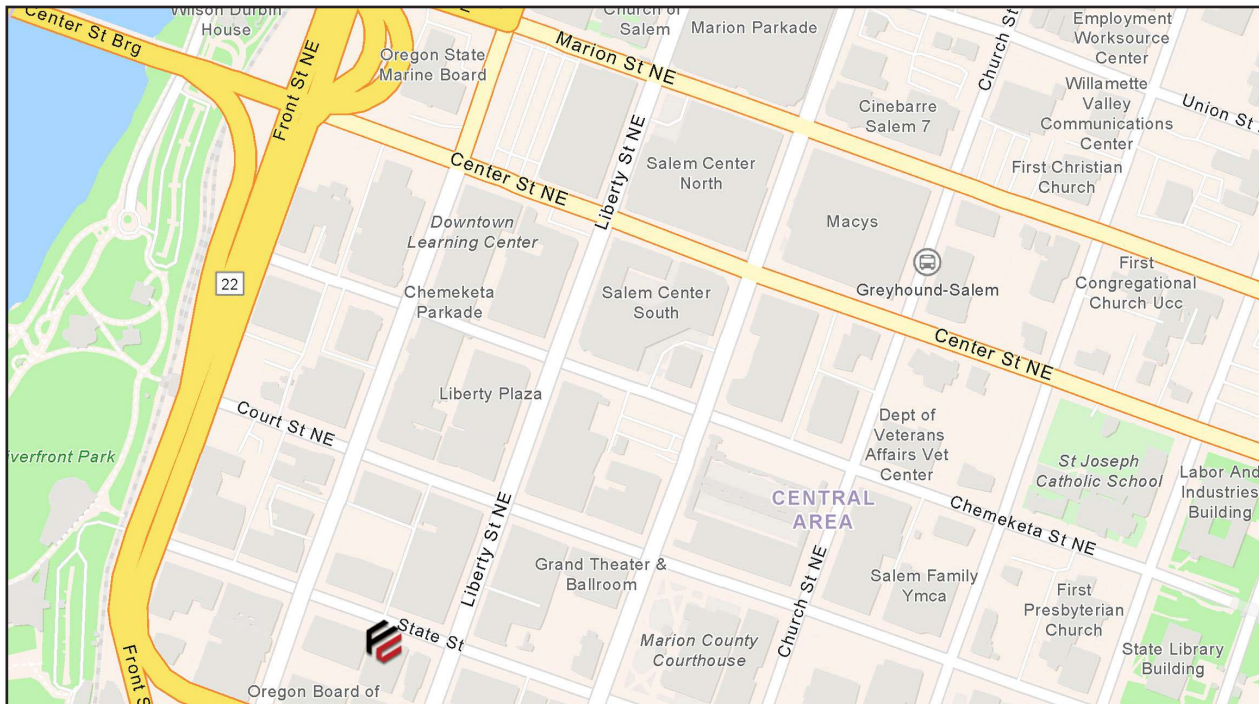 Wilson Durbin
House
Center St Brg
Front St NE
Oregon State
Marine Board
Church of
Salem
Marion Parkade
Marion St NE
Church St
Employment
Worksource
Center
Willamette
Valley
Communications
Center
Union St
Cinebarre
Salem 7
First Christian
Church
Liberty St NE
Salem Center
North
Center St NE
Macys
Downtown
Learning Center
22
Chemeketa
Parkade
Salem Center
South
Greyhound-Salem
First
Congregational
Church Ucc
Center St NE
Liberty Plaza
Court St NE
Dept of
Veterans
Affairs Vet
Center
iverfront Park
St Joseph
Catholic School
Labor And
Industries
Building
CENTRAL
AREA
Chemeketa St NE
Liberty St NE
Grand Theater &
Ballroom
Church St NE
Salem Family
Ymca
First
Presbyterian
Church
State St
Marion County
Courthouse
State Library
Building
Front S
Oregon Board of